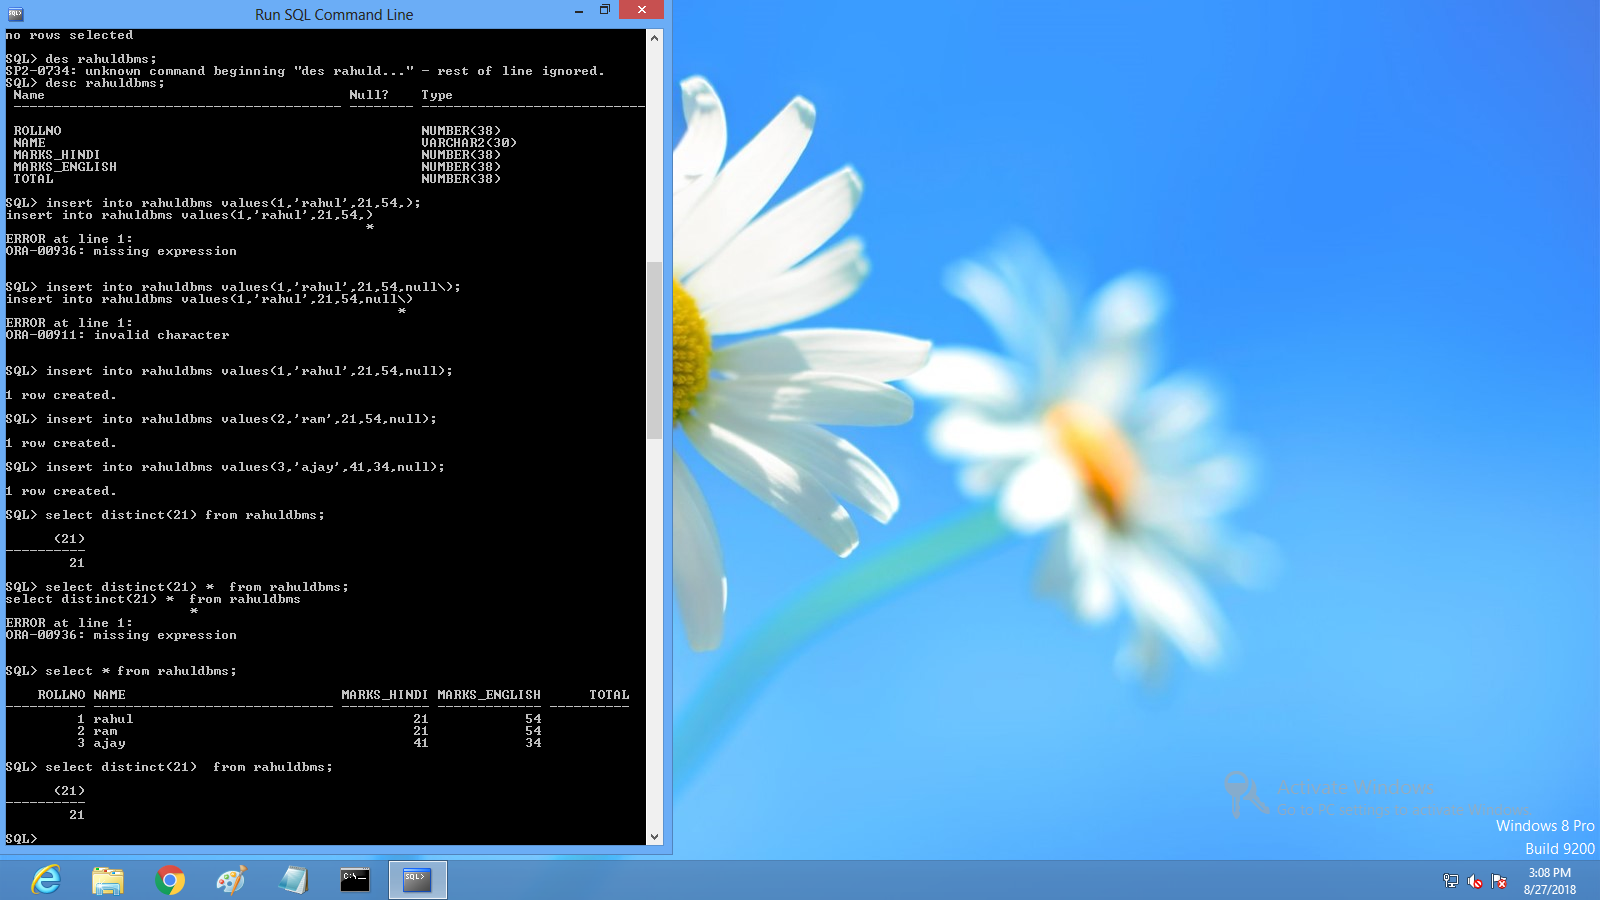 Run SQL Command Line
no rows selected
SQL> des rahuldbms;
SP2-0734: unknown command beginning "des rahuld..." - rest of line ignored.
SQL> desc rahuldbms;
Name Null? Type
----------------------------------------- -------- ----------------------------
ROLLNO NUMBER(38)
NAME VARCHAR2(30)
MARKS_HINDI NUMBER(38)
MARKS_ENGLISH NUMBER(38)
TOTAL NUMBER(38)
SQL> insert into rahuldbms values(1,'rahul',21,54,);
insert into rahuldbms values(1,'rahul',21,54,)
*
ERROR at line 1:
ORA-00936: missing expression
SQL> insert into rahuldbms values(1,'rahul',21,54,null\);
insert into rahuldbms values(1,'rahul',21,54,null\)
*
ERROR at line 1:
ORA-00911: invalid character
SQL> insert into rahuldbms values(1,'rahul',21,54,null);
1 row created.
SQL> insert into rahuldbms values(2,'ram',21,54,null);
1 row created.
SQL> insert into rahuldbms values(3,'ajay',41,34,null);
1 row created.
SQL> select distinct(21) from rahuldbms;
(21)
----------
21
SQL> select distinct(21) *  from rahuldbms;
select distinct(21) *  from rahuldbms
*
ERROR at line 1:
ORA-00936: missing expression
SQL> select * from rahuldbms;
ROLLNO NAME MARKS_HINDI MARKS_ENGLISH TOTAL
---------- ------------------------------ ----------- ------------- ----------
1 rahul 21 54
2 ram 21 54
3 ajay 41 34
SQL> select distinct(21)  from rahuldbms;
(21)
----------
21
SQL>
Activate Windows
Go to PC settings to activate Windows.
Windows 8 Pro
Build 9200
3:08 PM
8/27/2018